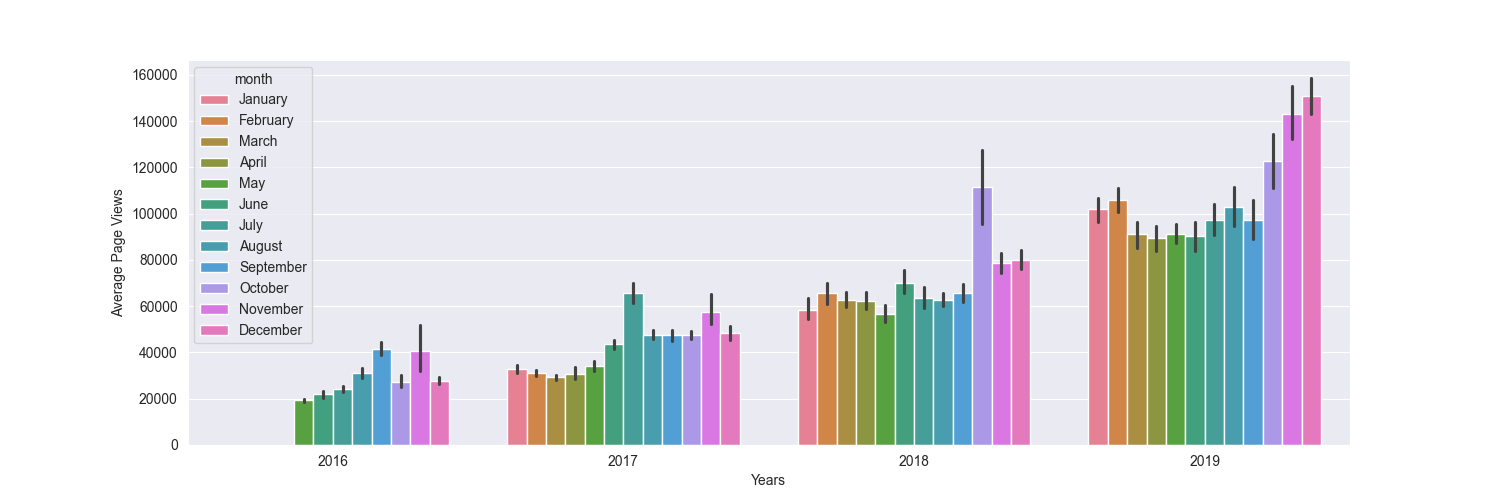 160000
140000
120000
100000
80000
60000
40000
20000
0
Average Page Views
month
January
February
March
April
May
June
July
August
September
October
November
December
2016 2017 2018 2019
Years